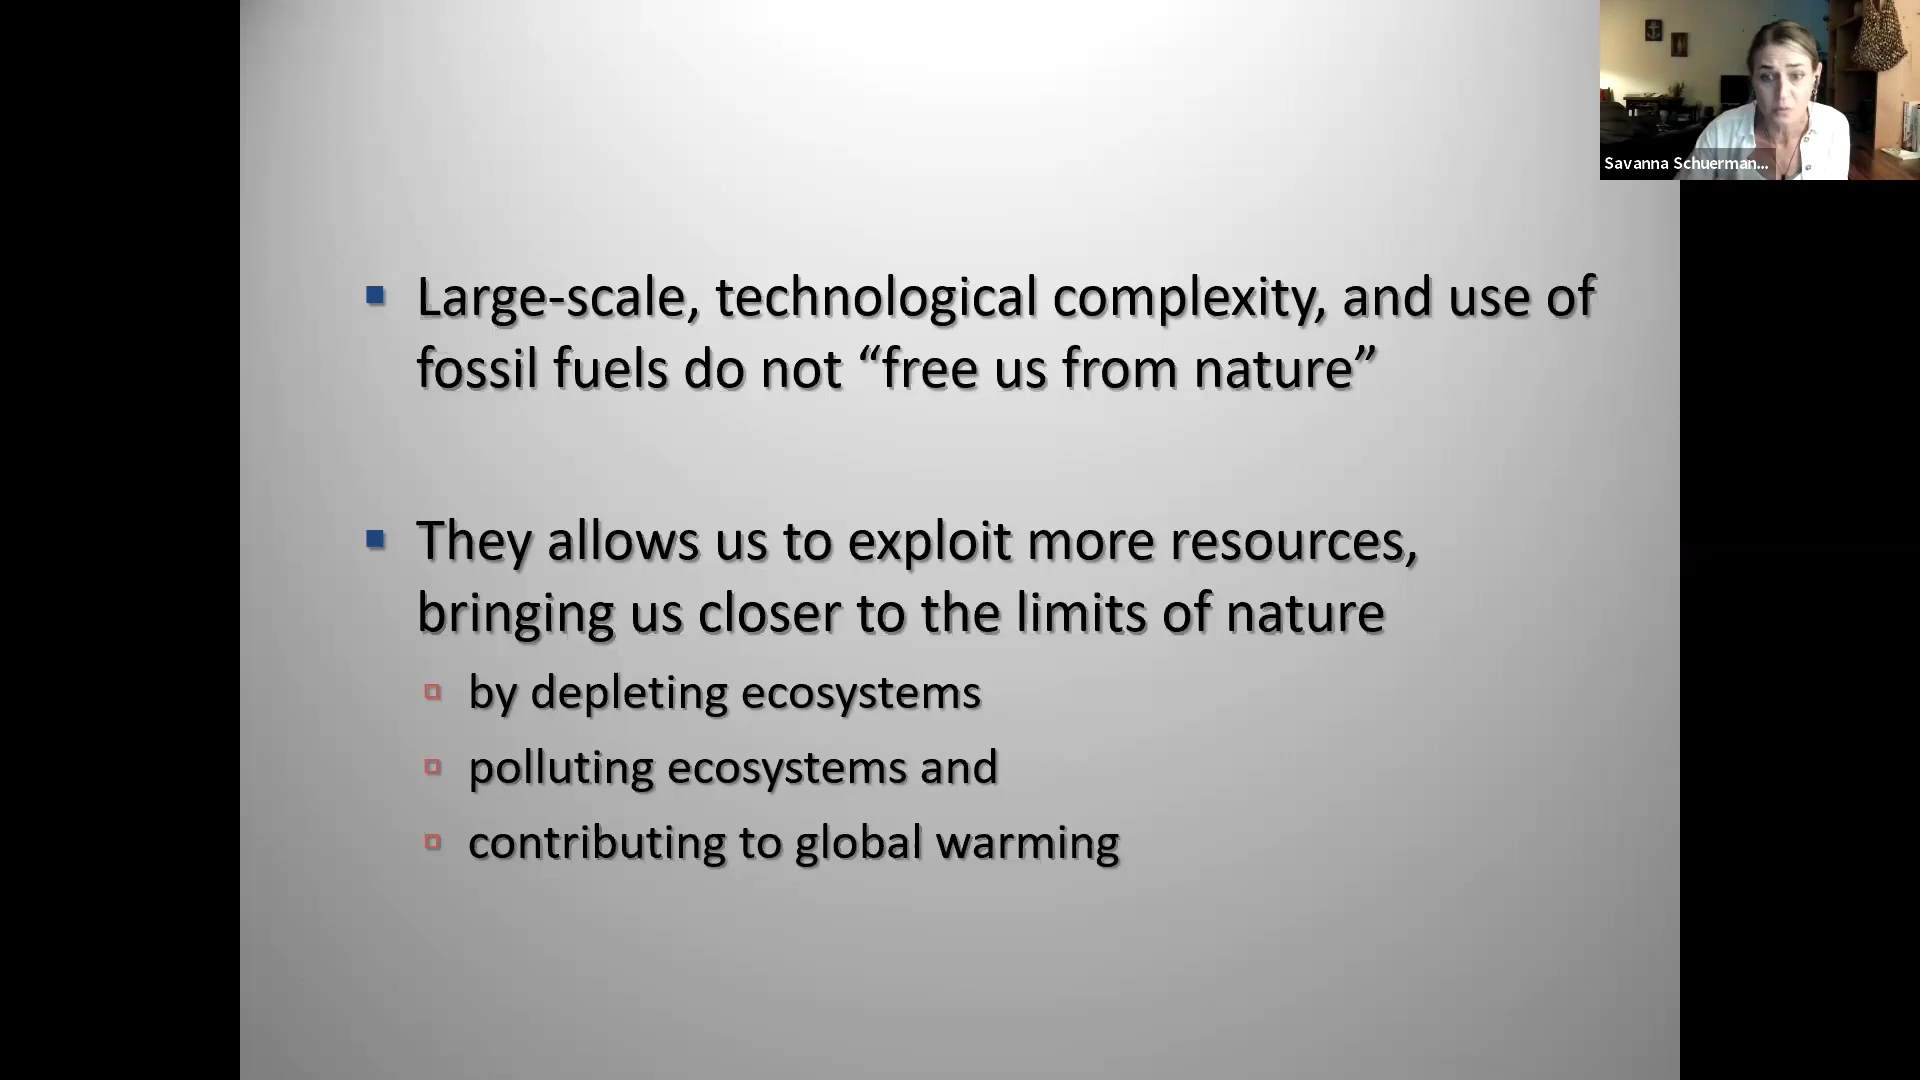 Savanna Schuerman...
Large-scale, technological complexity, and use of
fossil fuels do not “free us from nature”
They allows us to exploit more resources,
bringing us closer to the limits of nature
by depleting ecosystems
polluting ecosystems and
contributing to global warming